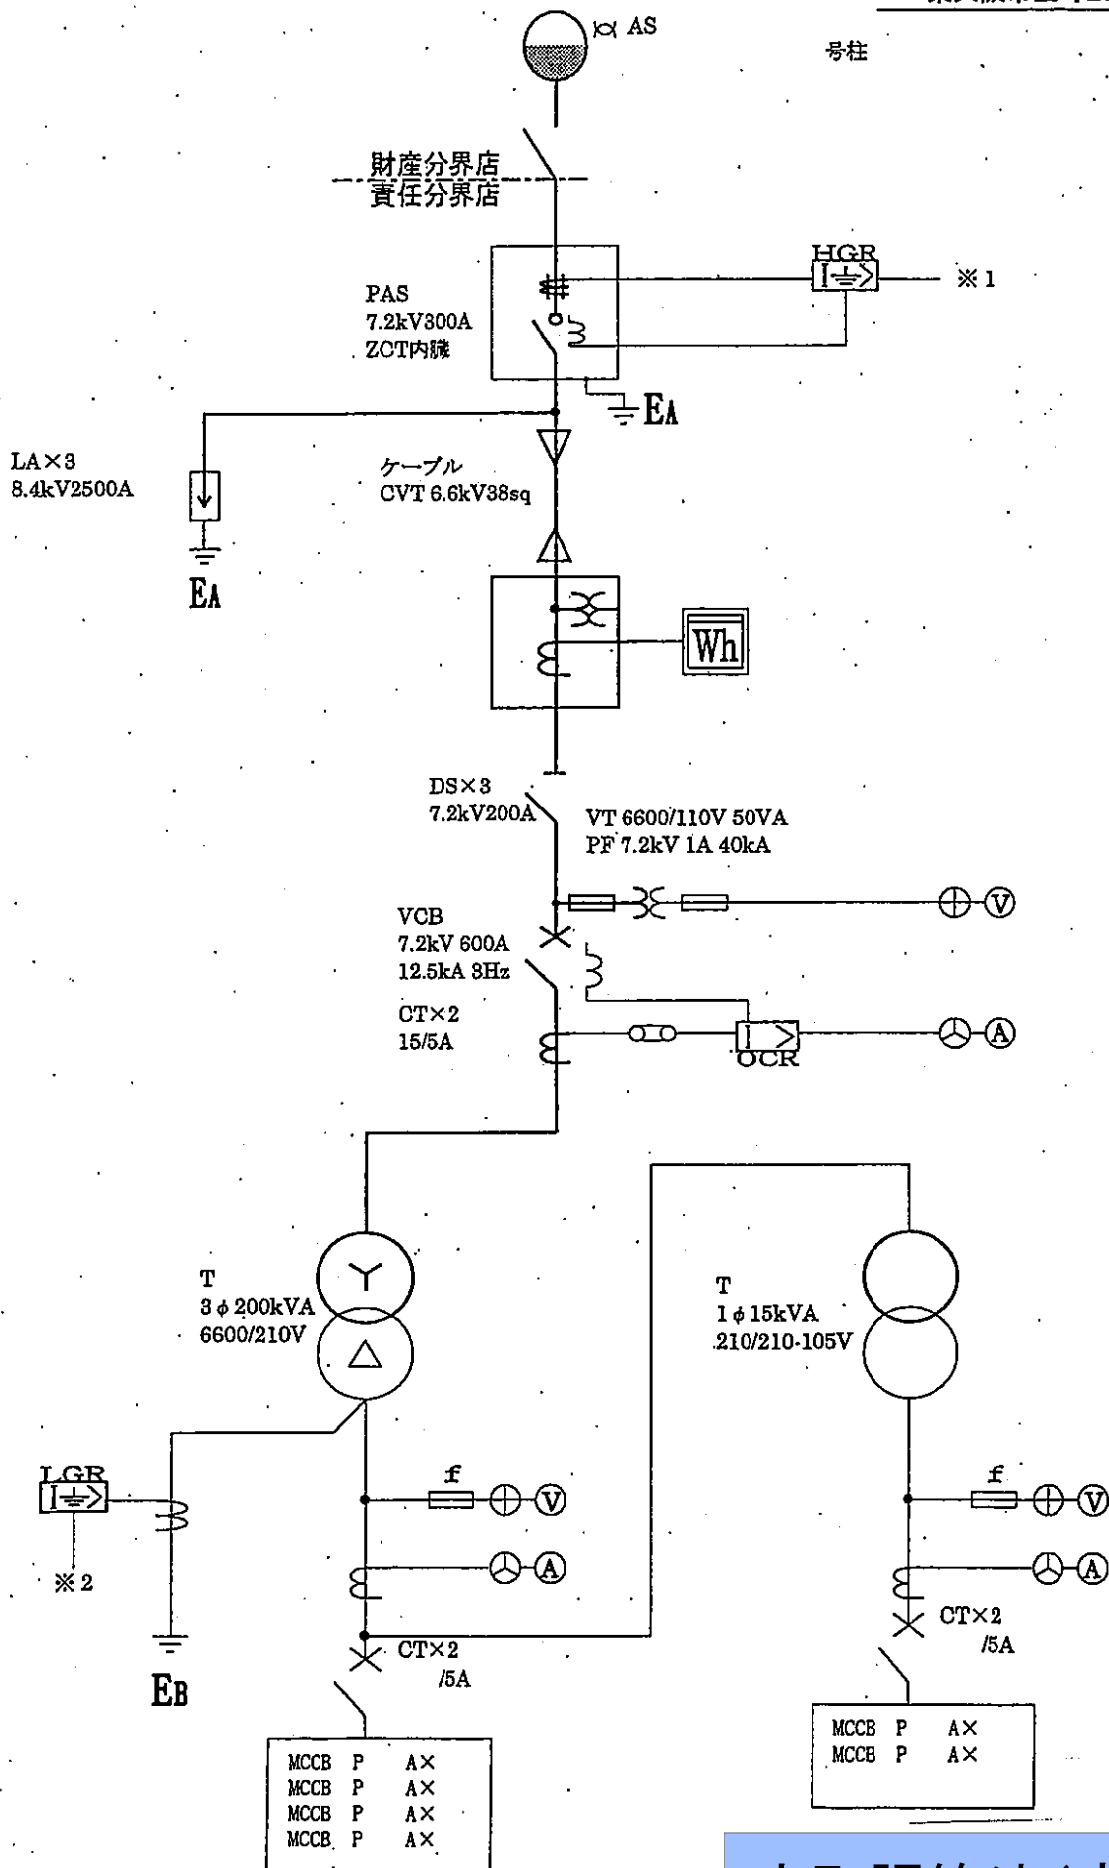 AS
号柱
財産分界店
責任分界店
HGR
※1
PAS
7.2kV300A
ZCT内臓
EA
LA×3
8.4kV2500A
EA
ケーブル
CVT 6.6kV38sq
Wh
DS×3
7.2kV200A
VT 6600/110V 50VA
PF 7.2kV 1A 40kA
V
VCB
7.2kV 600A
12.5kA 3Hz
CT×2
15/5A
OCR
A
T
3φ200kVA
6600/210V
T
1φ15kVA
210/210-105V
LGR
※2
EB
f
V
A
f
V
A
CT×2
/5A
CT×2
/5A
MCCB P A×
MCCB P A×
MCCB P A×
MCCB P A×
MCCB P A×
MCCB P A×